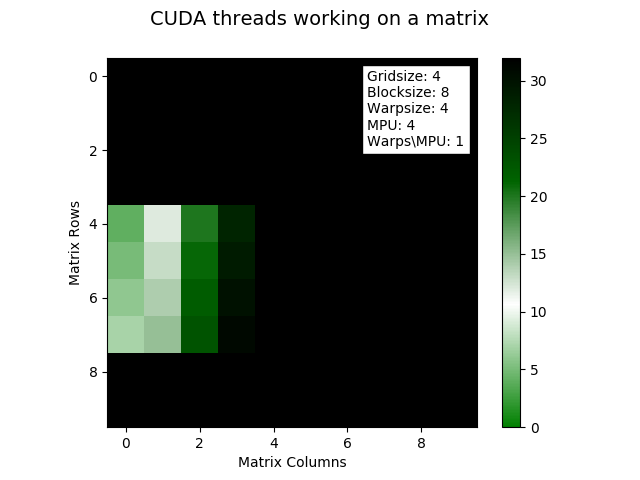 CUDA threads working on a matrix
Gridsize: 4
Blocksize: 8
Warpsize: 4
MPU: 4
Warps\MPU: 1
Matrix Rows
0
2
4
6
8
0 2 4 6 8
Matrix Columns
30
25
20
15
10
5
0